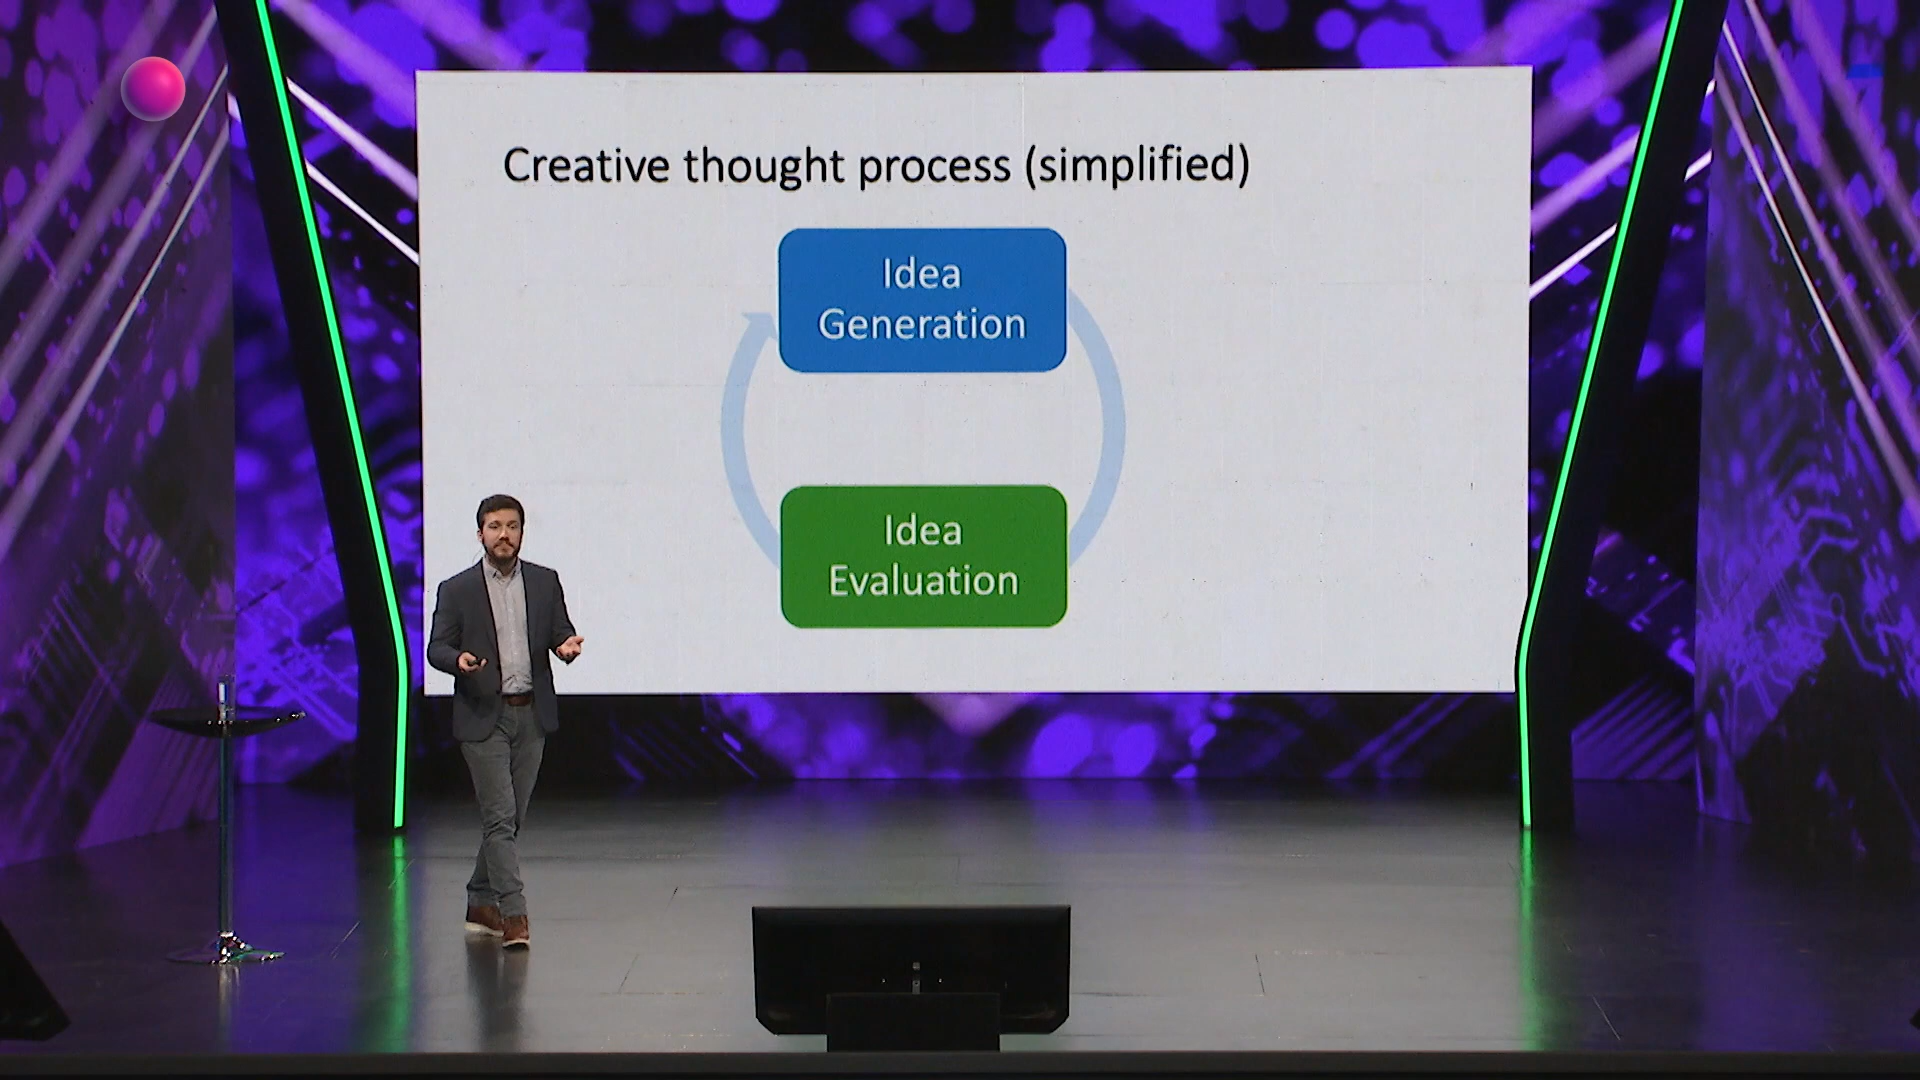 Creative thought process (simplified)
Idea
Generation
Idea
Evaluation